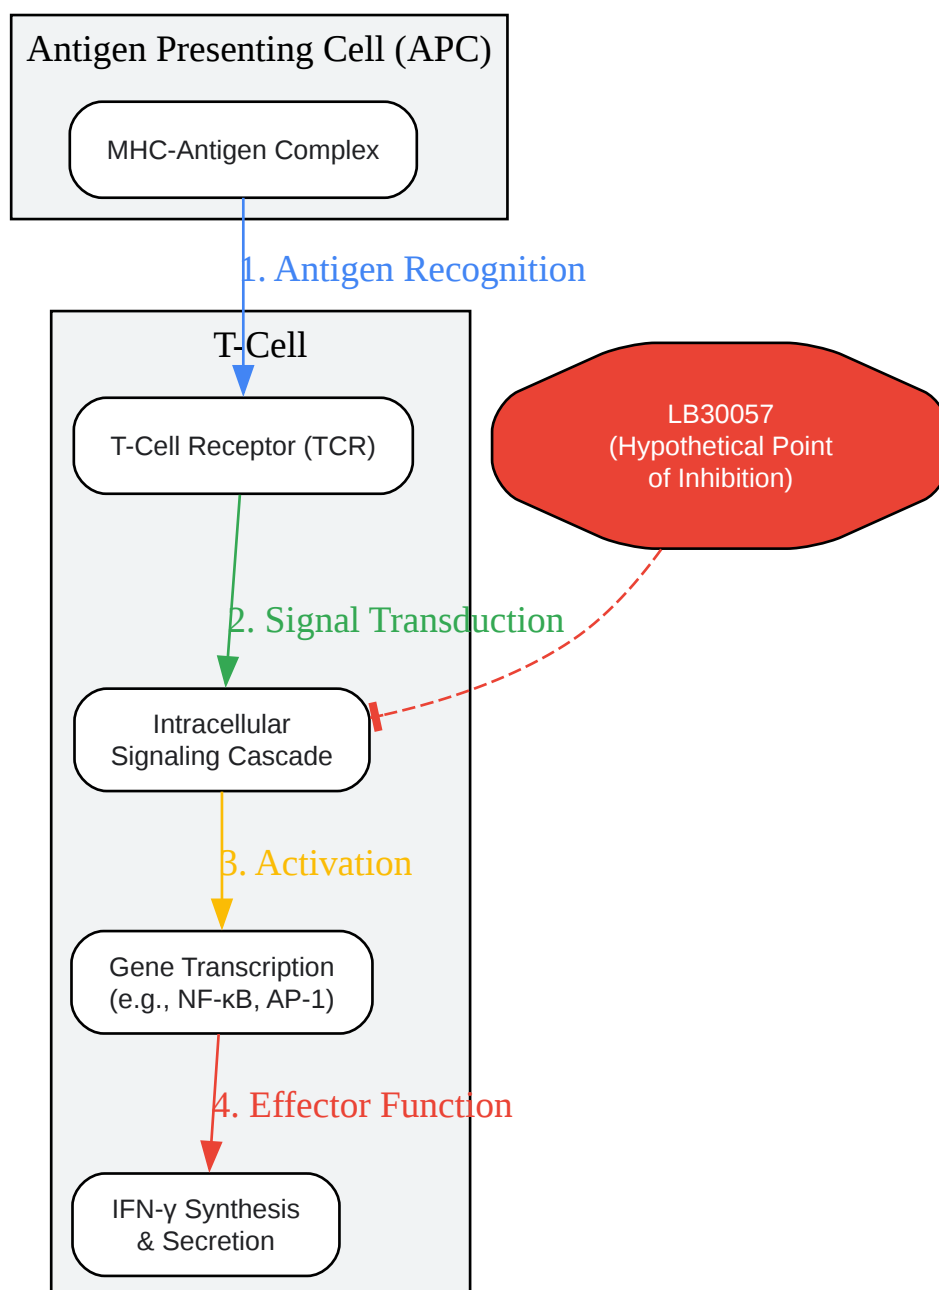 Antigen Presenting Cell (APC)
MHC-Antigen Complex
1. Antigen Recognition
T-Cell
T-Cell Receptor (TCR)
LB30057
(Hypothetical Point
of Inhibition)
2. Signal Transduction
Intracellular
Signaling Cascade
3. Activation
Gene Transcription
(e.g., NF-κB, AP-1)
4. Effector Function
IFN-γ Synthesis
& Secretion